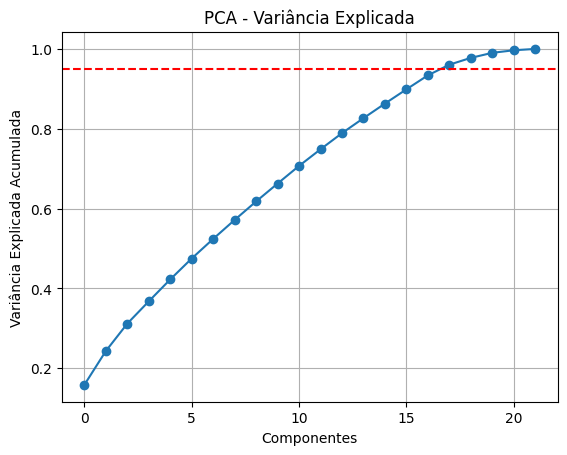 PCA - Variância Explicada
Variância Explicada Acumulada
1.0
0.8
0.6
0.4
0.2
0 5 10 15 20
Componentes